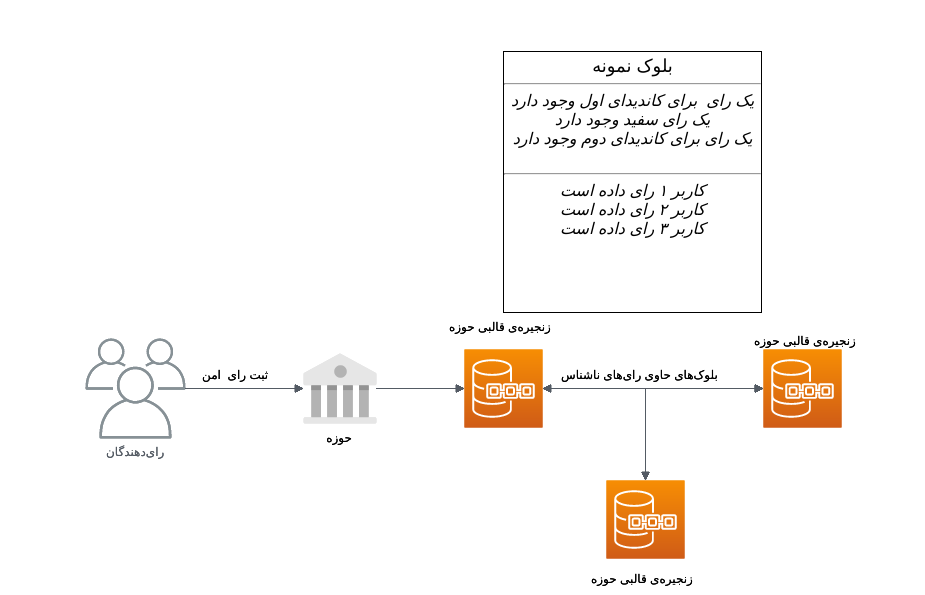 بلوک نمونه
یک رای برای کاندیدای اول وجود دارد
یک رای سفید وجود دارد
یک رای برای کاندیدای دوم وجود دارد
کاربر ۱ رای داده است
کاربر ۲ رای داده است
کاربر ۳ رای داده است
زنجیره‌ی قالبی حوزه
زنجیره‌ی قالبی حوزه
بلوک‌های حاوی رای‌های ناشناس
ثبت رای امن
حوزه
رای‌دهندگان
زنجیره‌ی قالبی حوزه